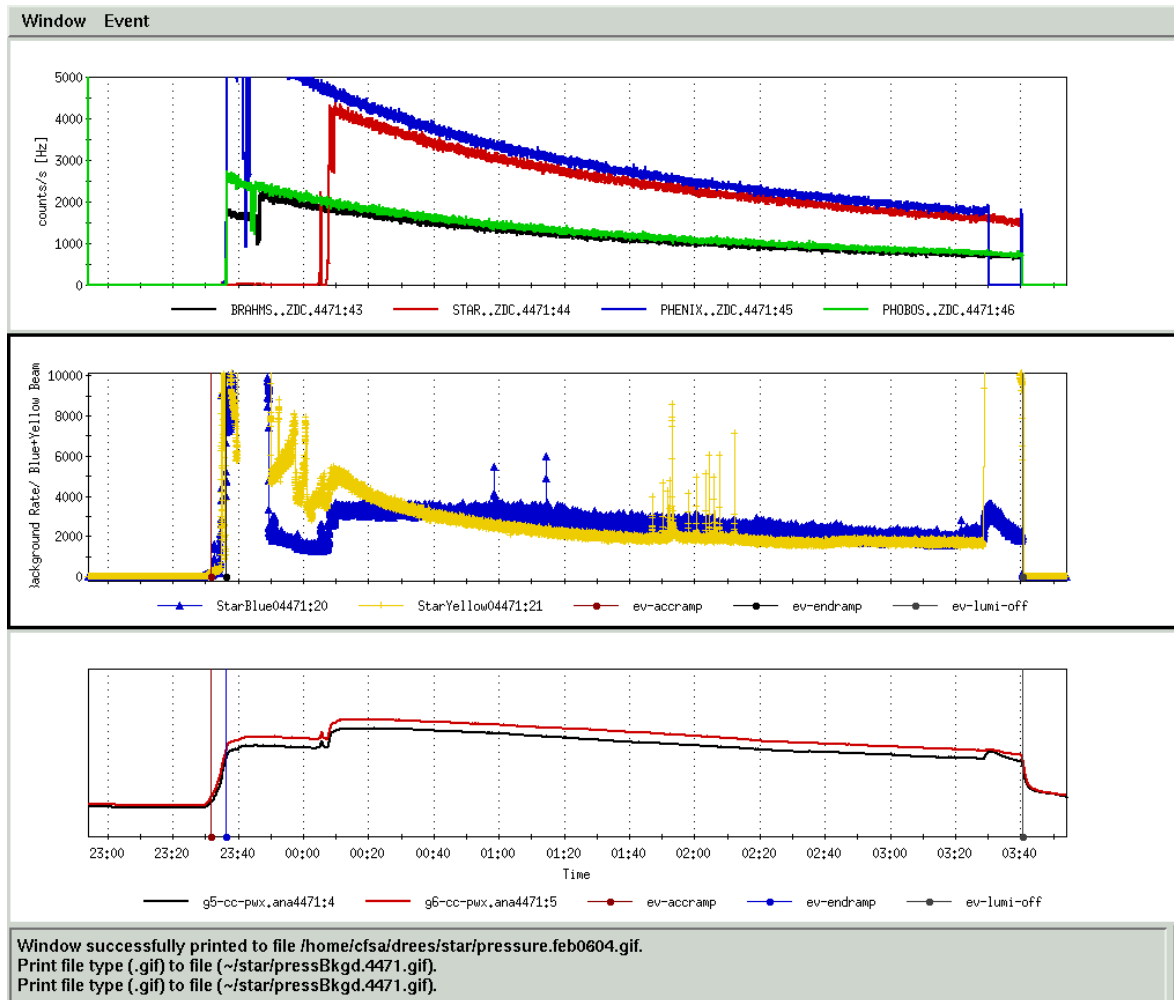 Window Event
5000
4000
3000
2000
1000
0
counts/s [Hz]
BRAHMS..ZDC.4471:43 STAR..ZDC.4471:44 PHENIX..ZDC.4471:45 PHOBOS..ZDC.4471:46
10000
8000
6000
4000
2000
0
ackground Rate/ Blue+Yellow Beam
StarBlue04471:20 StarYellow04471:21 ev-accramp ev-endramp ev-lumi-off
23:00 23:20 23:40 00:00 00:20 00:40 01:00 01:20 01:40 02:00 02:20 02:40 03:00 03:20 03:40
Time
g5-cc-pwx.ana4471:4 g6-cc-pwx.ana4471:5 ev-accramp ev-endramp ev-lumi-off
Window successfully printed to file /home/cfsa/drees/star/pressure.feb0604.gif.
Print file type (.gif) to file (~/star/pressBkgd.4471.gif).
Print file type (.gif) to file (~/star/pressBkgd.4471.gif).